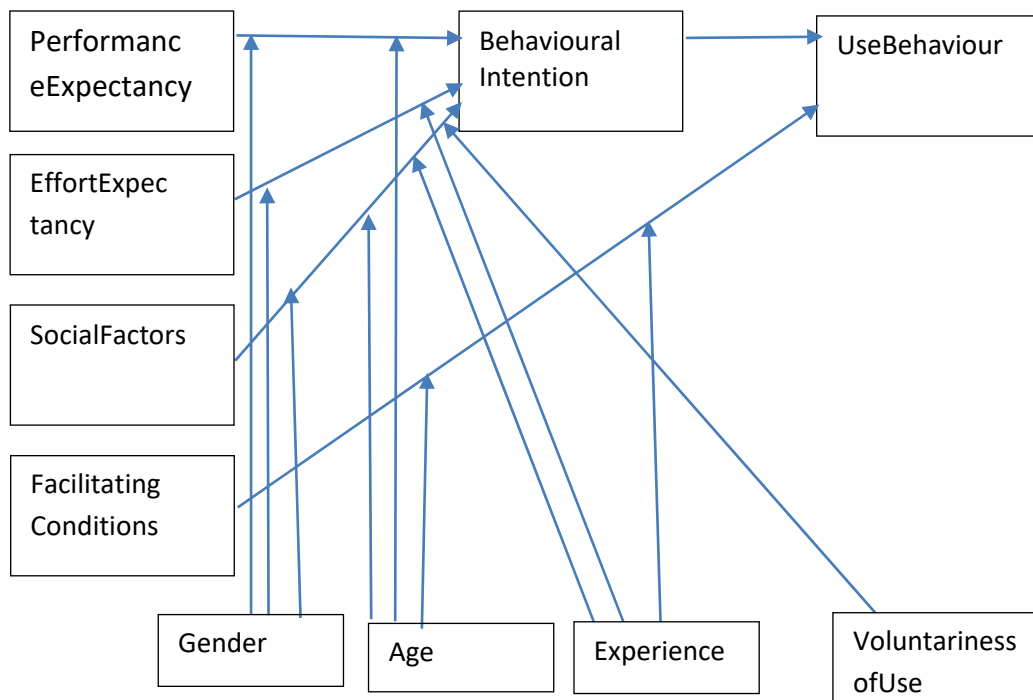 Performanc
eExpectancy
Behavioural
Intention
UseBehaviour
EffortExpec
tancy
SocialFactors
Facilitating
Conditions
Gender
Age
Experience
Voluntariness
ofUse